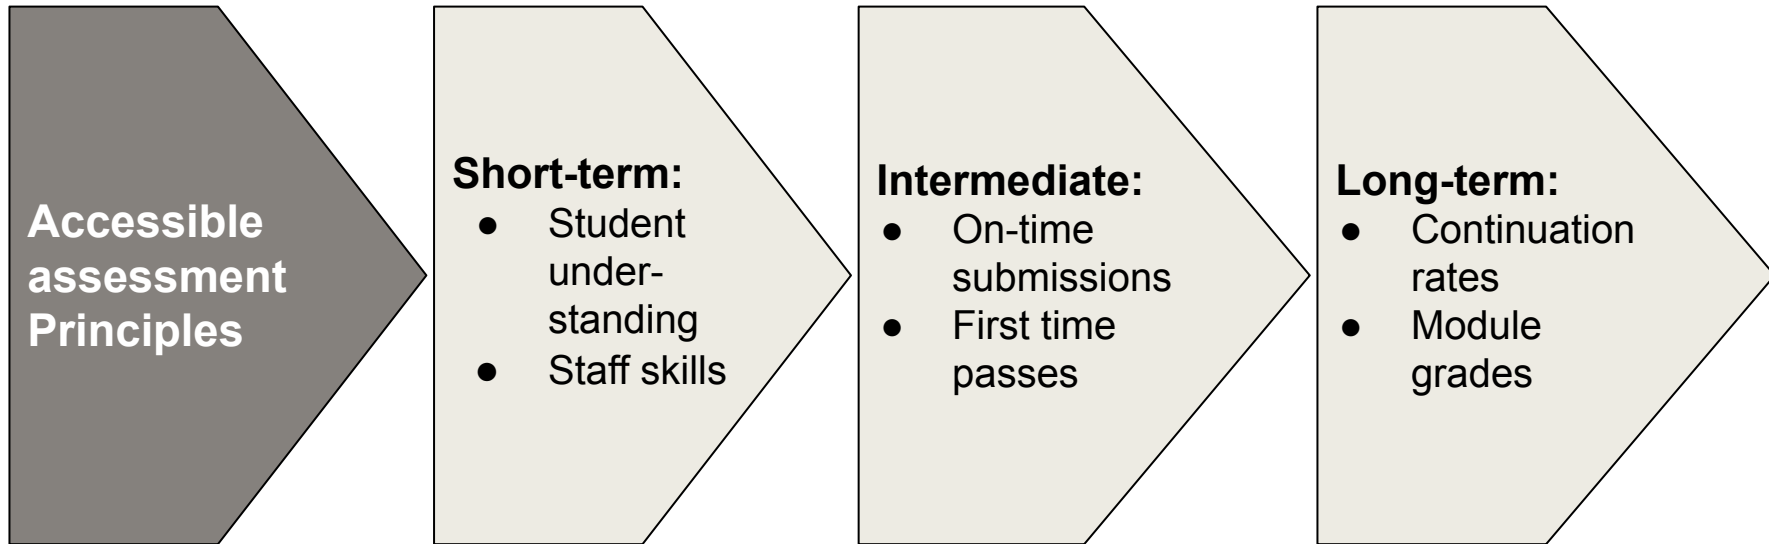 Accessible
assessment
Principles
Short-term:
● Student
under-
standing
● Staff skills
Intermediate:
● On-time
submissions
● First time
passes
Long-term:
● Continuation
rates
● Module
grades